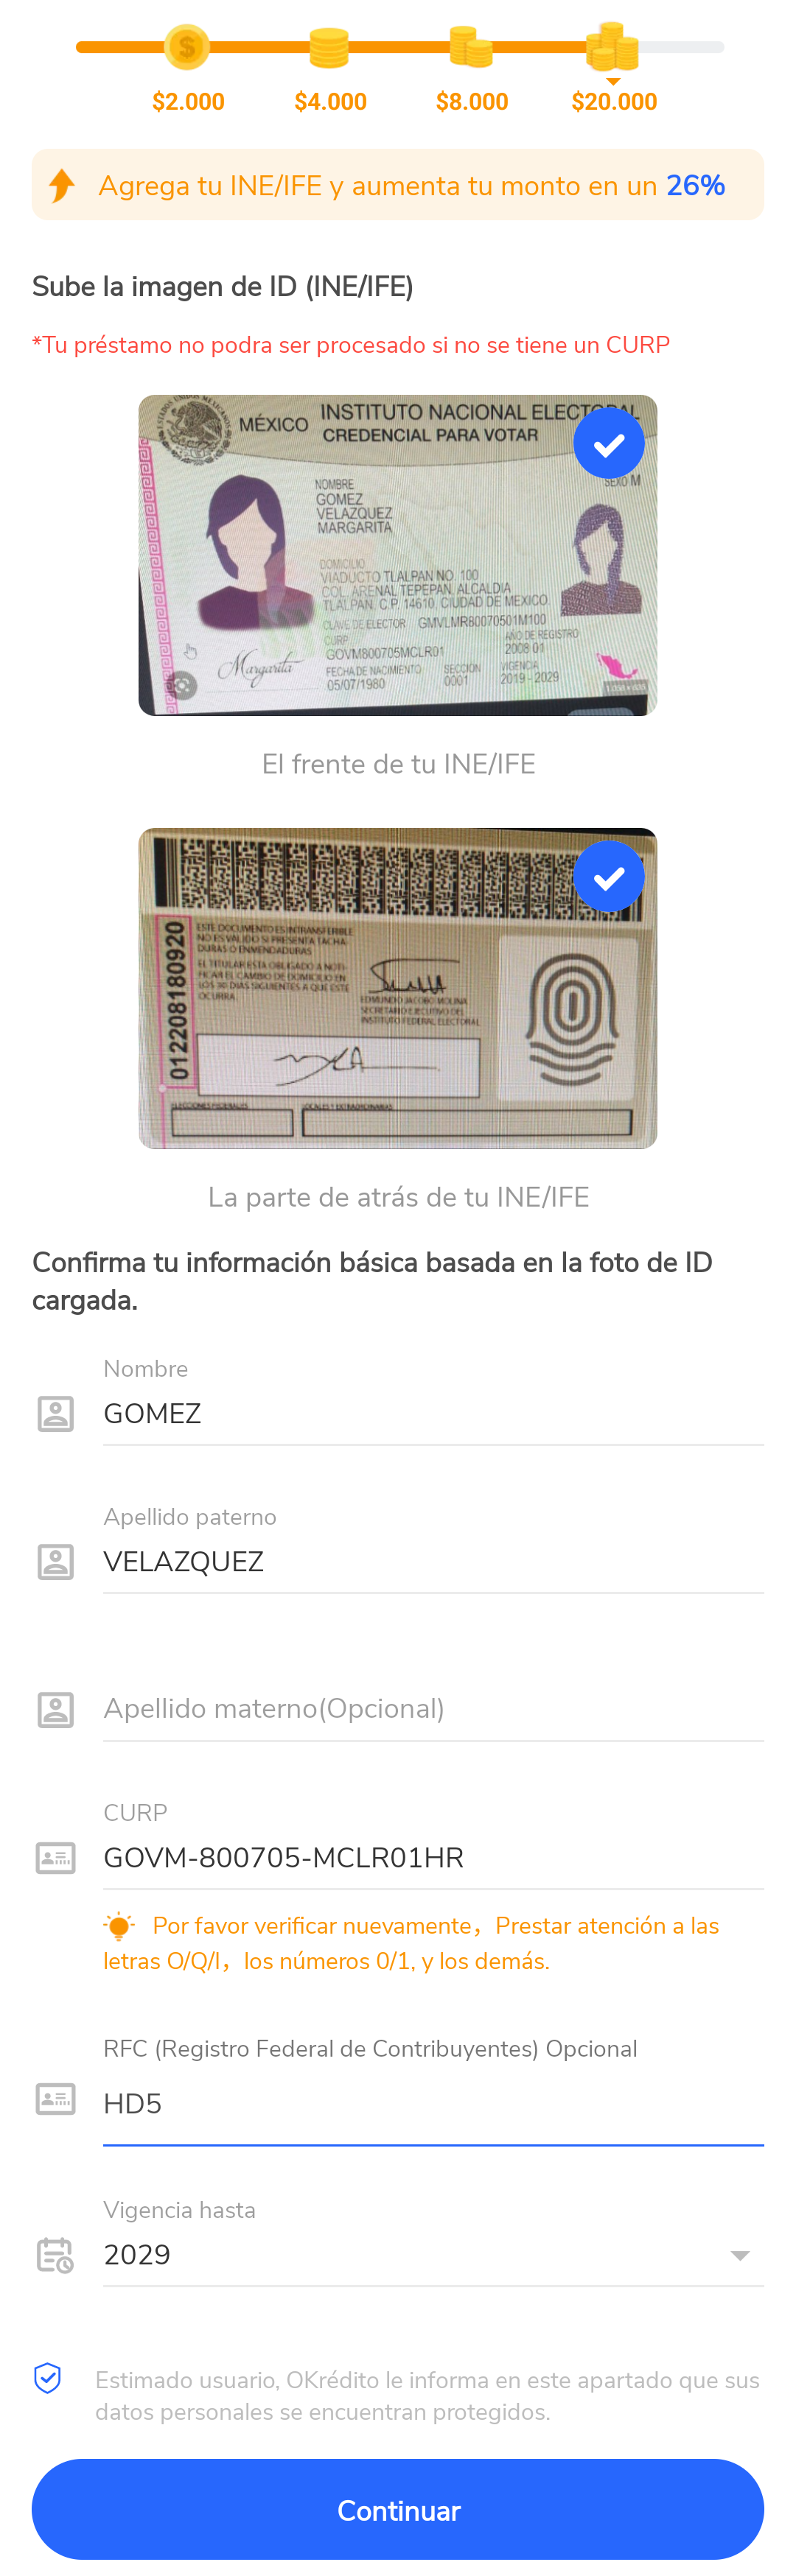 $2.000 $4.000 $8.000 $20.000
Agrega tu INE/IFE y aumenta tu monto en un 26%
Sube la imagen de ID (INE/IFE)
*Tu préstamo no podra ser procesado si no se tiene un CURP
MÉXICO INSTITUTO NACIONAL ELECTORAL
CREDENCIAL PARA VOTAR
NOMBRE
SEXO M
GOMEZ
VELAZQUEZ
MARGARITA
DOMICILIO
VIADUCTO TLALPAN NO. 100
COL. ARENAL TEPEPAN, ALCALDIA
TLALPAN. C.P. 14610, CIUDAD DE MEXICO.
CLAVE DE ELECTOR GMVLMR80070501M100
CURP AÑO DE REGISTRO
GOVM800705MCLR01 2008 01
FECHA DE NACIMIENTO SECCIÓN VIGENCIA
05/07/1980 0001 2019 - 2029
Margarita
El frente de tu INE/IFE
012208180920
ESTE DOCUMENTO ES INTRANSFERIBLE
NO ES VALIDO SI PRESENTA TACHA-
DURAS O ENMENDADURAS
EL TITULAR ESTA OBLIGADO A NOTI-
FICAR EL CAMBIO DE DOMICILIO EN
LOS 30 DIAS SIGUIENTES A QUE ESTE
OCURRA.
EDMUNDO JACOBO MOLINA
SECRETARIO EJECUTIVO DEL
INSTITUTO FEDERAL ELECTORAL
ELECCIONES FEDERALES LOCALES Y EXTRAORDINARIAS
La parte de atrás de tu INE/IFE
Confirma tu información básica basada en la foto de ID
cargada.
Nombre
GOMEZ
Apellido paterno
VELAZQUEZ
Apellido materno(Opcional)
CURP
GOVM-800705-MCLR01HR
Por favor verificar nuevamente，Prestar atención a las
letras O/Q/I，los números 0/1, y los demás.
RFC (Registro Federal de Contribuyentes) Opcional
HD5
Vigencia hasta
2029
Estimado usuario, OKrédito le informa en este apartado que sus
datos personales se encuentran protegidos.
Continuar